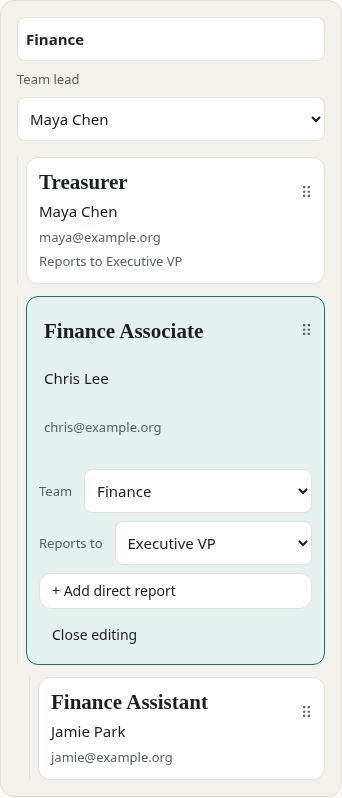 Finance
Team lead
Maya Chen
Treasurer
Maya Chen
maya@example.org
Reports to Executive VP
Finance Associate
Chris Lee
chris@example.org
Team Finance
Reports to Executive VP
+ Add direct report
Close editing
Finance Assistant
Jamie Park
jamie@example.org